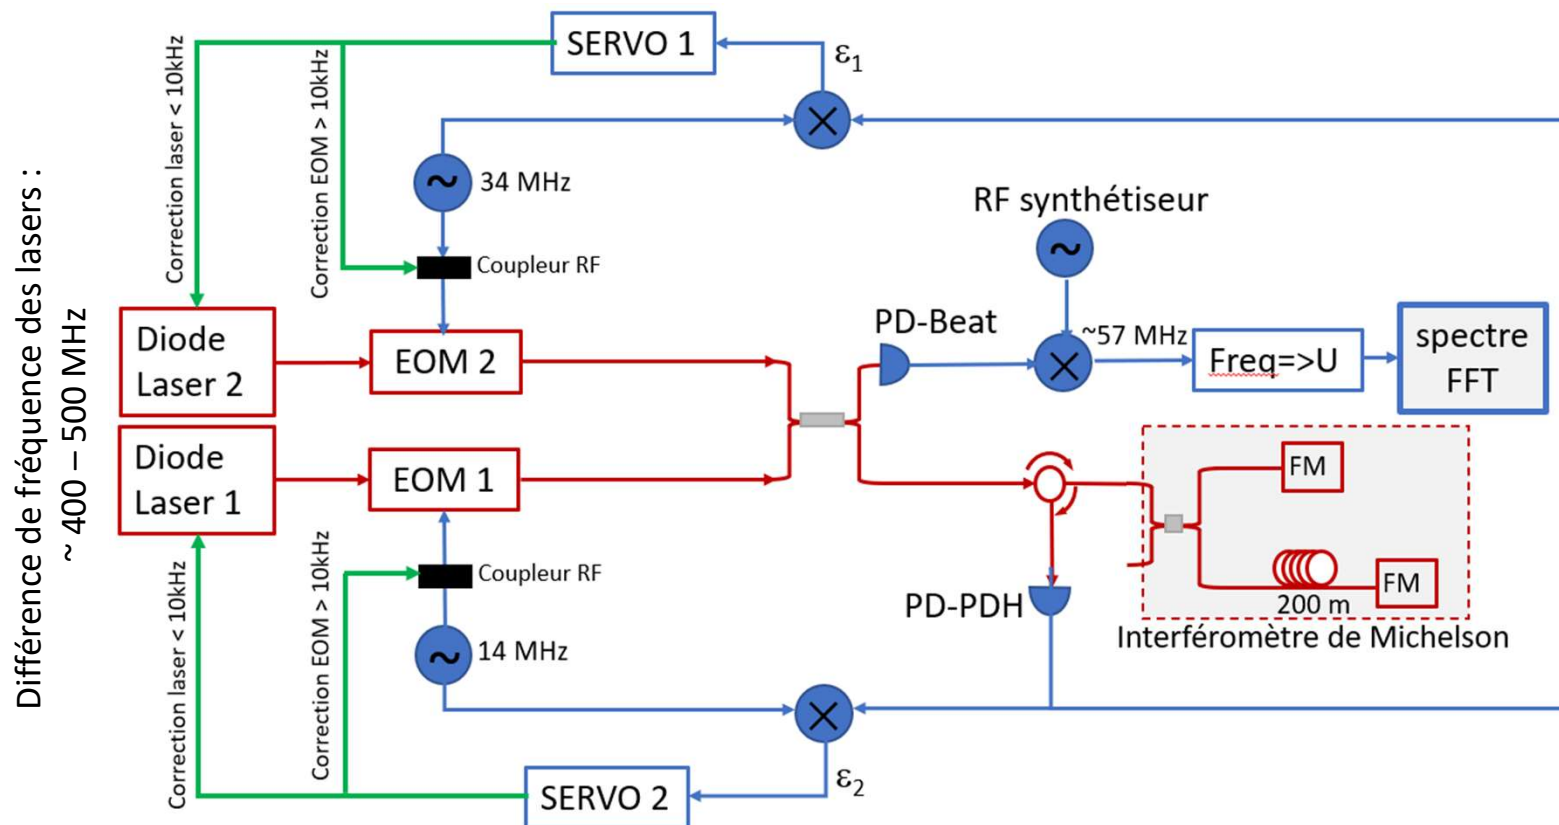 Différence de fréquence des lasers :
~ 400 – 500 MHz
Correction laser < 10kHz
Correction EOM > 10kHz
SERVO 1
ε1
34 MHz
Coupleur RF
RF synthétiseur
Diode
Laser 2
EOM 2
PD-Beat
~57 MHz
Freq=>U
spectre
FFT
Diode
Laser 1
EOM 1
FM
FM
200 m
Interféromètre de Michelson
PD-PDH
Coupleur RF
14 MHz
Correction laser < 10kHz
Correction EOM > 10kHz
SERVO 2
ε2